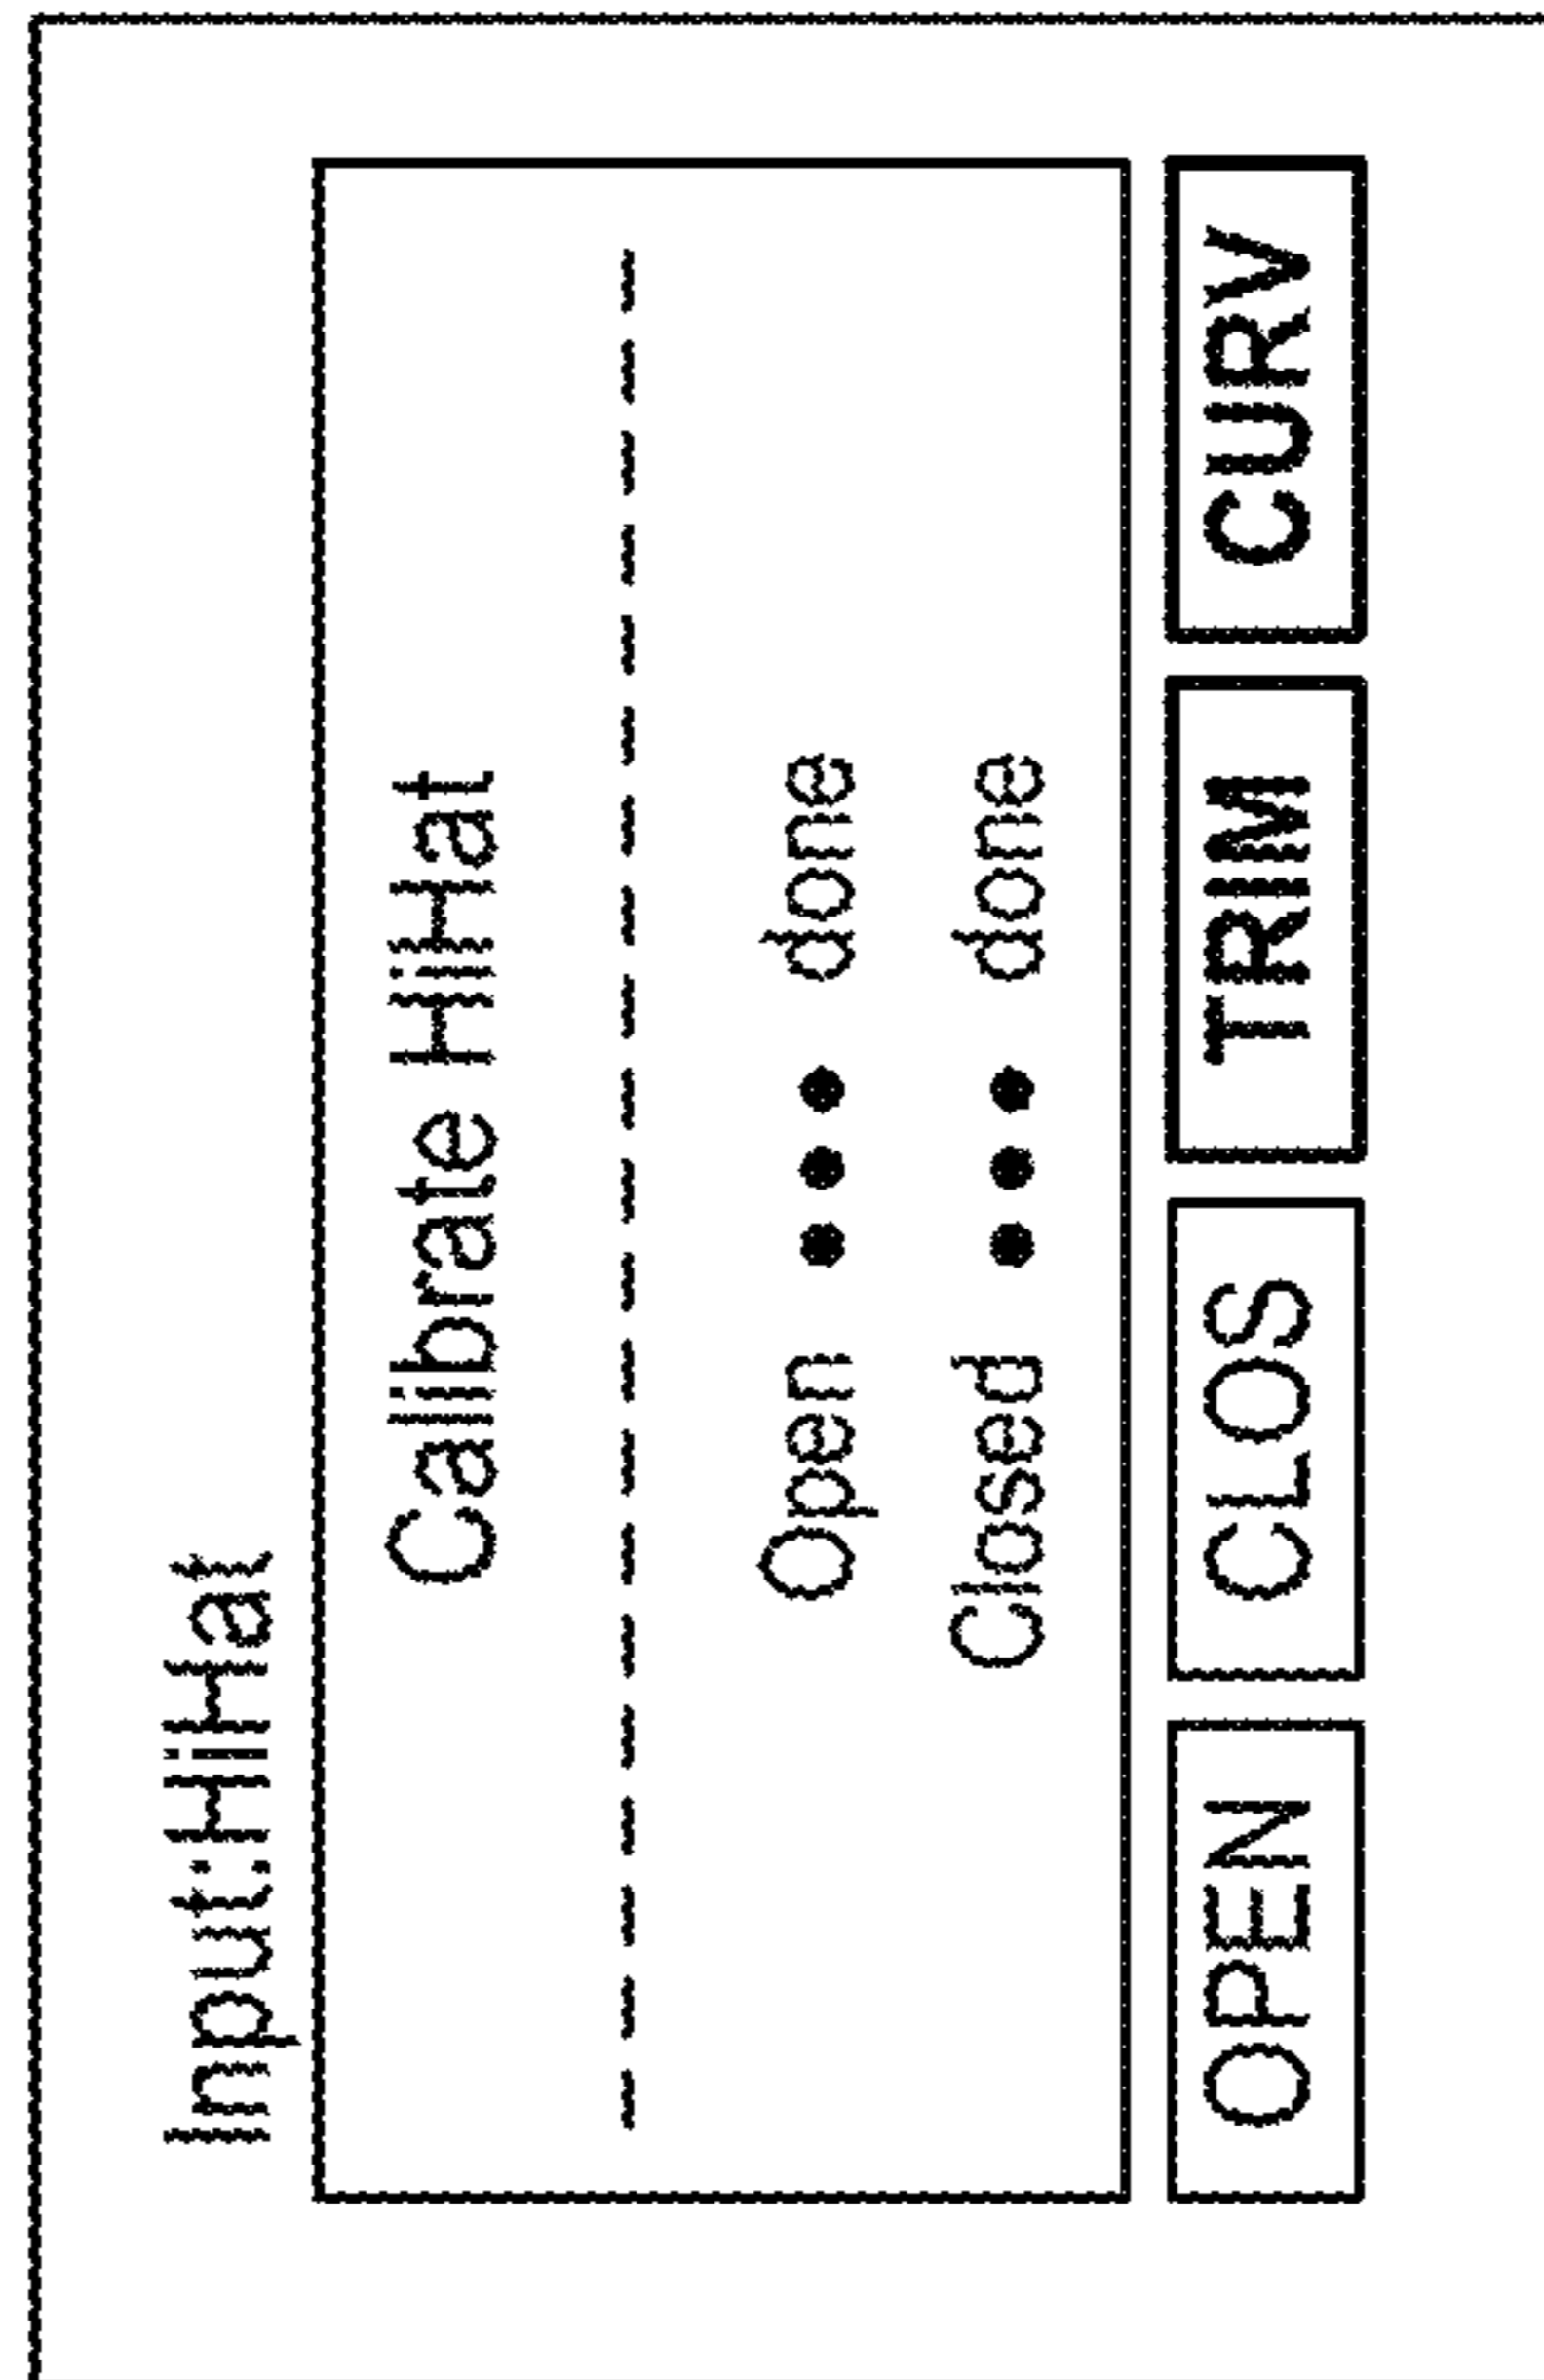 Input:HiHat
Calibrate HiHat
Open ●●● done
Closed ●●● done
OPEN CLOS TRIM CURV